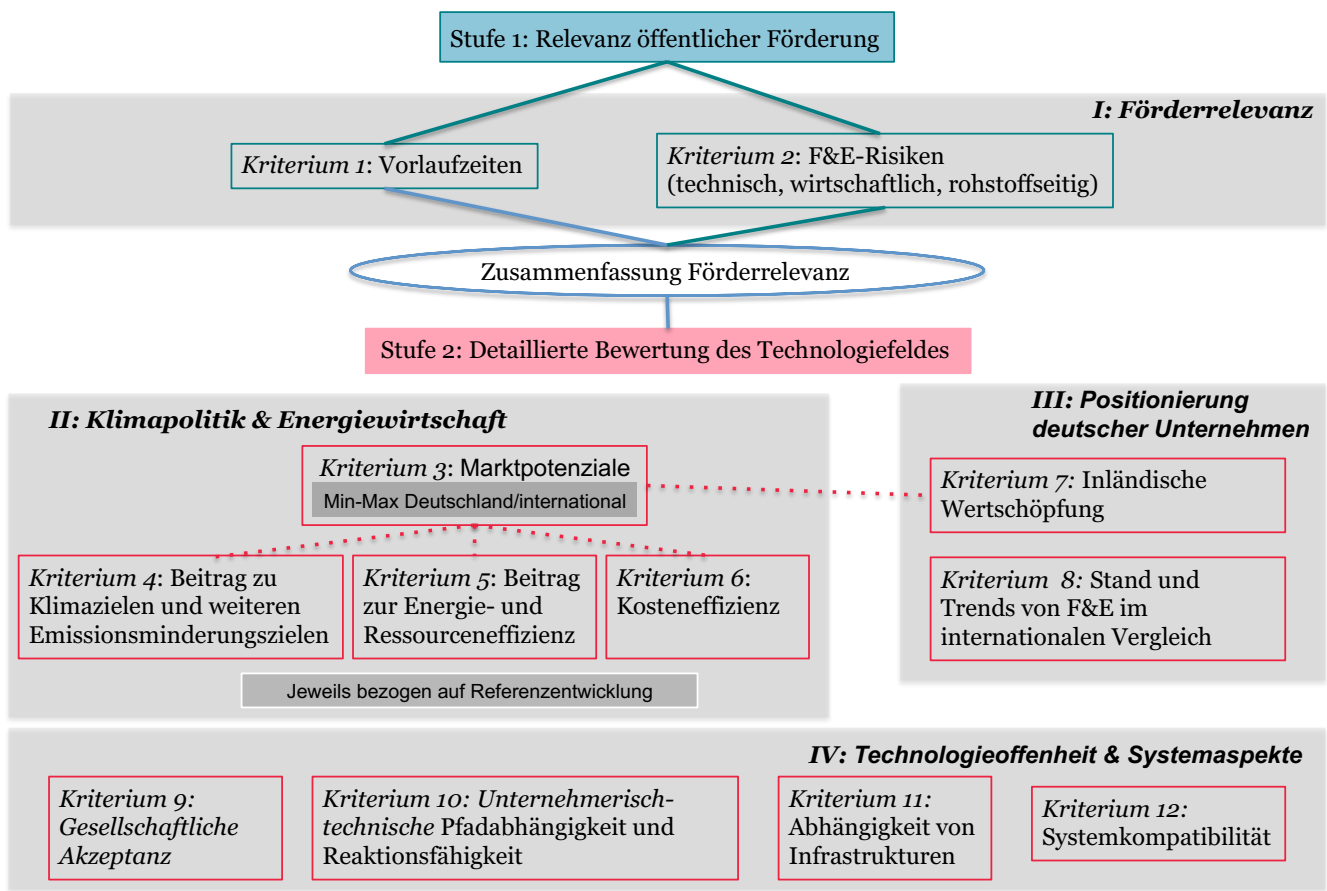 Stufe 1: Relevanz öffentlicher Förderung
I: Förderrelevanz
Kriterium 1: Vorlaufzeiten
Kriterium 2: F&E-Risiken
(technisch, wirtschaftlich, rohstoffseitig)
Zusammenfassung Förderrelevanz
Stufe 2: Detaillierte Bewertung des Technologiefeldes
II: Klimapolitik & Energiewirtschaft
Kriterium 3: Marktpotenziale
Min-Max Deutschland/international
Kriterium 4: Beitrag zu
Klimazielen und weiteren
Emissionsminderungszielen
Kriterium 5: Beitrag
zur Energie- und
Ressourceneffizienz
Kriterium 6:
Kosteneffizienz
Jeweils bezogen auf Referenzentwicklung
III: Positionierung
deutscher Unternehmen
Kriterium 7: Inländische
Wertschöpfung
Kriterium 8: Stand und
Trends von F&E im
internationalen Vergleich
IV: Technologieoffenheit & Systemaspekte
Kriterium 9:
Gesellschaftliche
Akzeptanz
Kriterium 10: Unternehmerisch-
technische Pfadabhängigkeit und
Reaktionsfähigkeit
Kriterium 11:
Abhängigkeit von
Infrastrukturen
Kriterium 12:
Systemkompatibilität